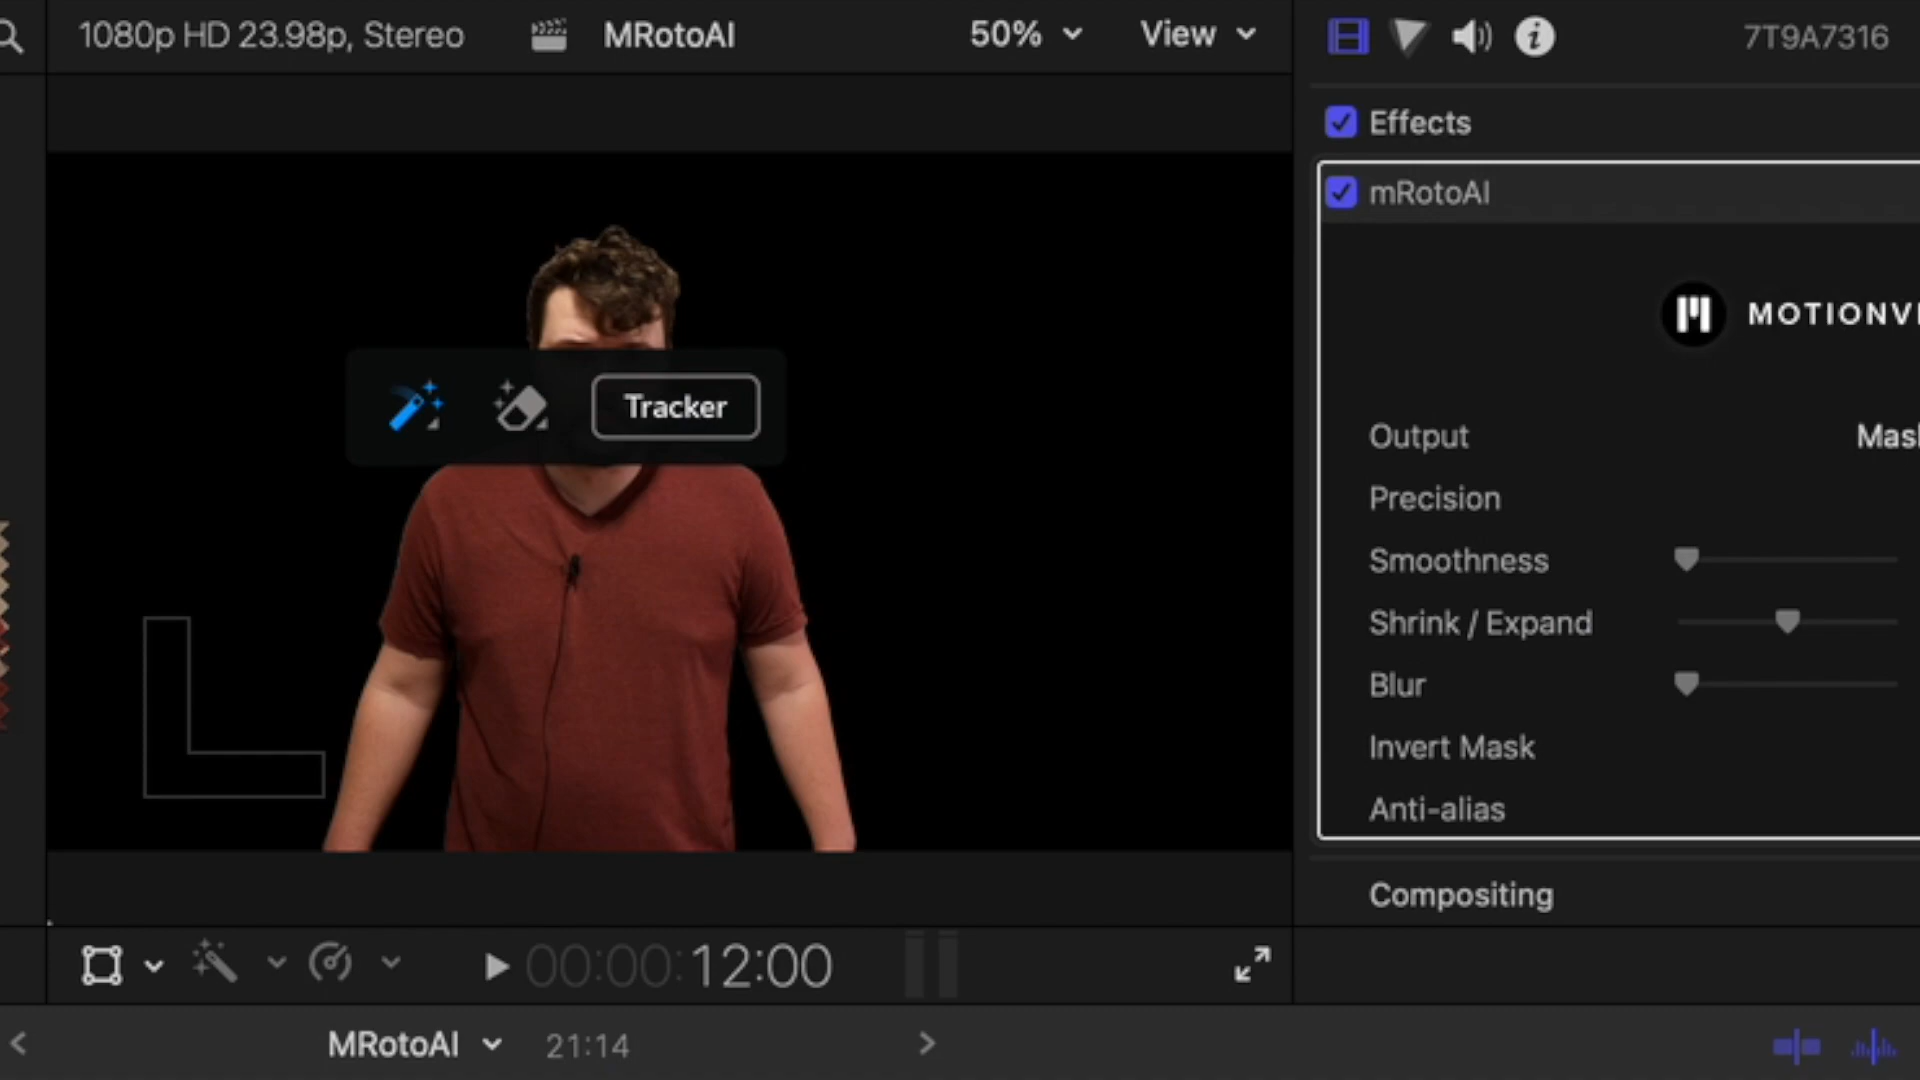 1080p HD 23.98p, Stereo
MRotoAI
50%
View
7T9A7316
Effects
mRotoAI
Tracker
Output
Precision
Smoothness
Shrink / Expand
Blur
Invert Mask
Anti-alias
Compositing
00:00:12:00
MRotoAI
21:14